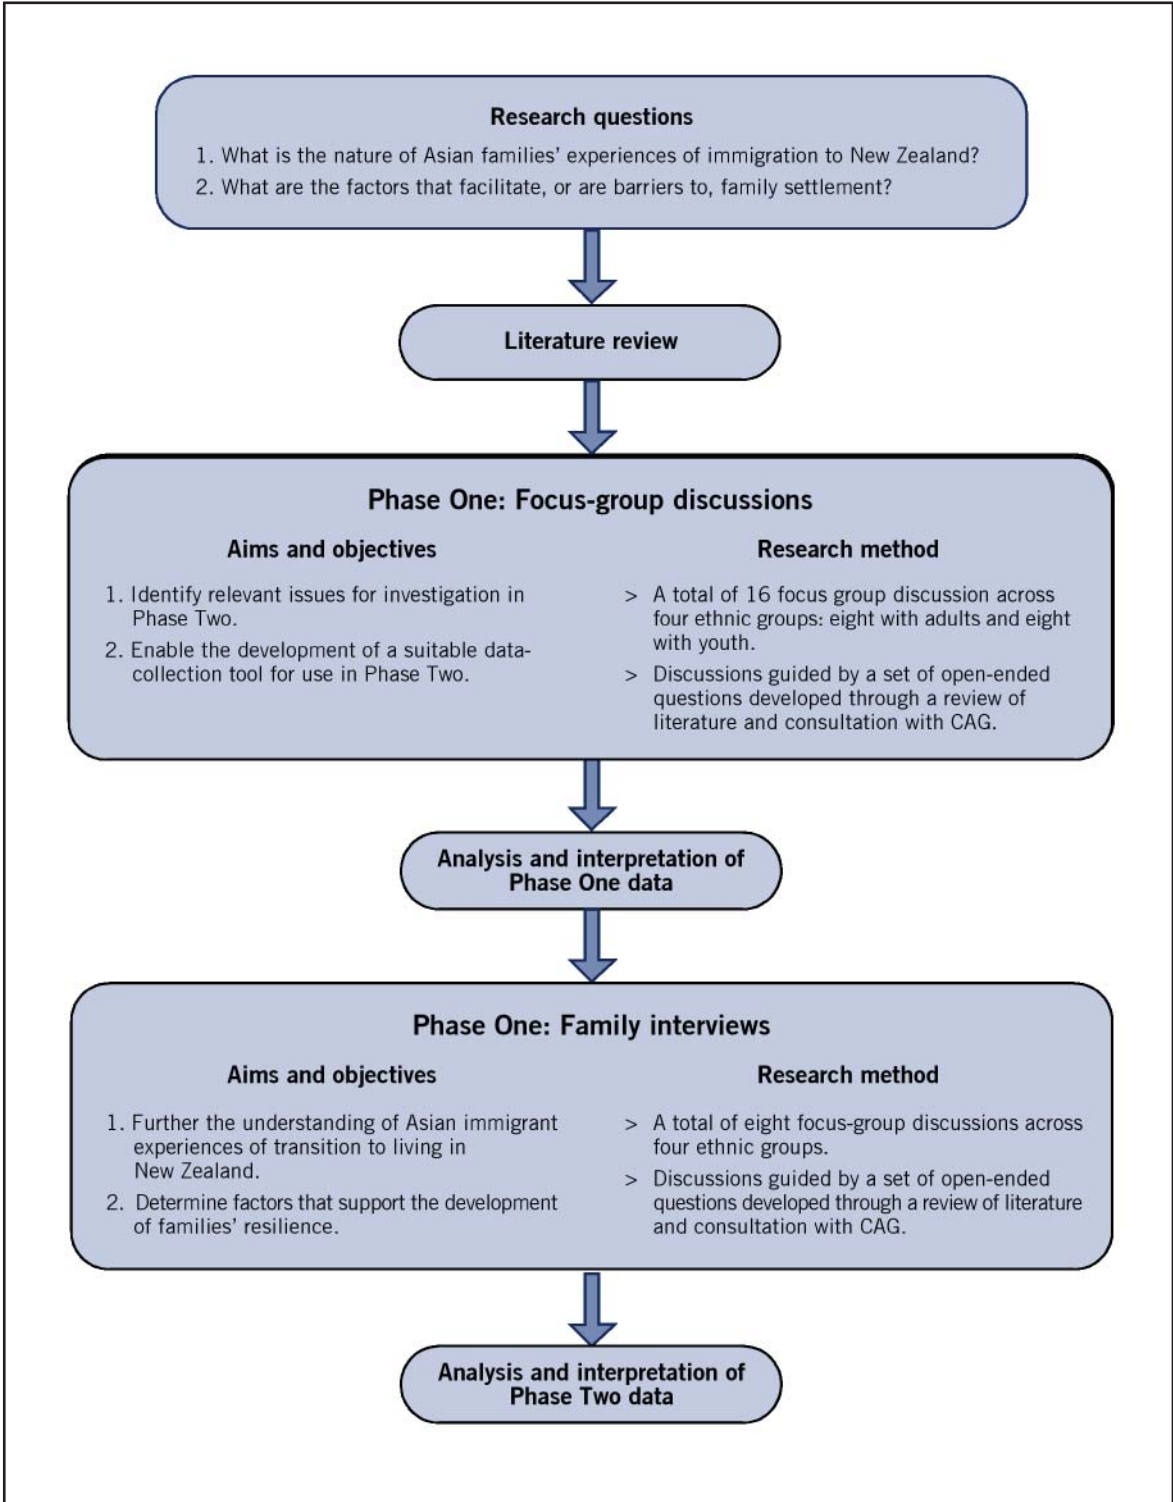 Research questions
1. What is the nature of Asian families' experiences of immigration to New Zealand?
2. What are the factors that facilitate, or are barriers to, family settlement?
Literature review
Phase One: Focus-group discussions
Aims and objectives
1. Identify relevant issues for investigation in
Phase Two.
2. Enable the development of a suitable data-
collection tool for use in Phase Two.
Research method
> A total of 16 focus group discussion across
four ethnic groups: eight with adults and eight
with youth.
> Discussions guided by a set of open-ended
questions developed through a review of
literature and consultation with CAG.
Analysis and interpretation of
Phase One data
Phase One: Family interviews
Aims and objectives
1. Further the understanding of Asian immigrant
experiences of transition to living in
New Zealand.
2. Determine factors that support the development
of families' resilience.
Research method
> A total of eight focus-group discussions across
four ethnic groups.
> Discussions guided by a set of open-ended
questions developed through a review of literature
and consultation with CAG.
Analysis and interpretation of
Phase Two data